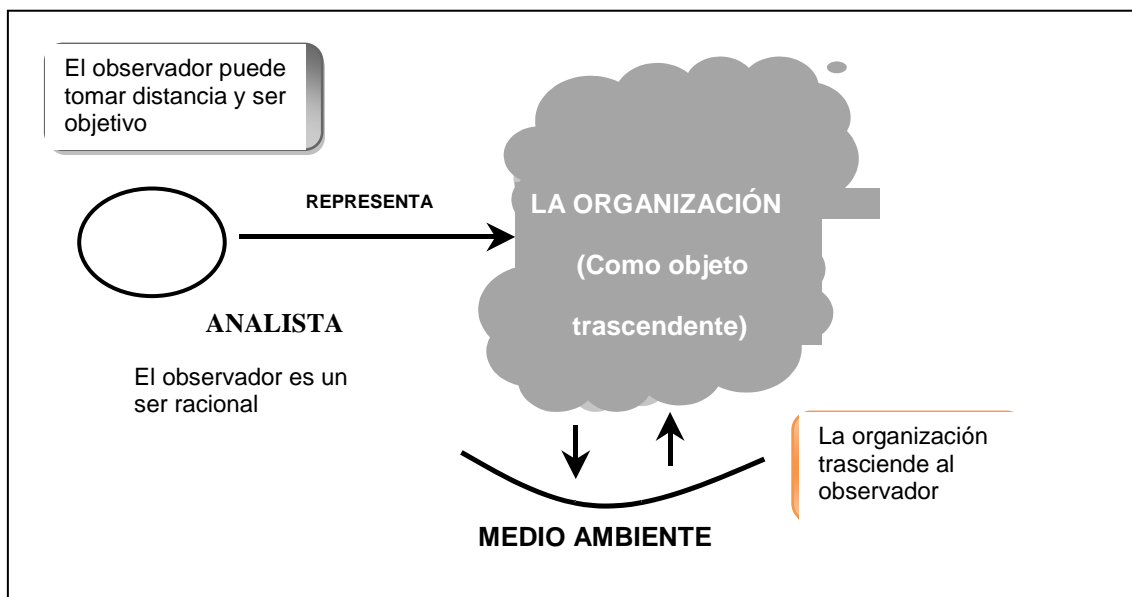 El observador puede
tomar distancia y ser
objetivo
REPRESENTA
LA ORGANIZACIÓN
(Como objeto
trascendente)
ANALISTA
El observador es un
ser racional
La organización
trasciende al
observador
MEDIO AMBIENTE